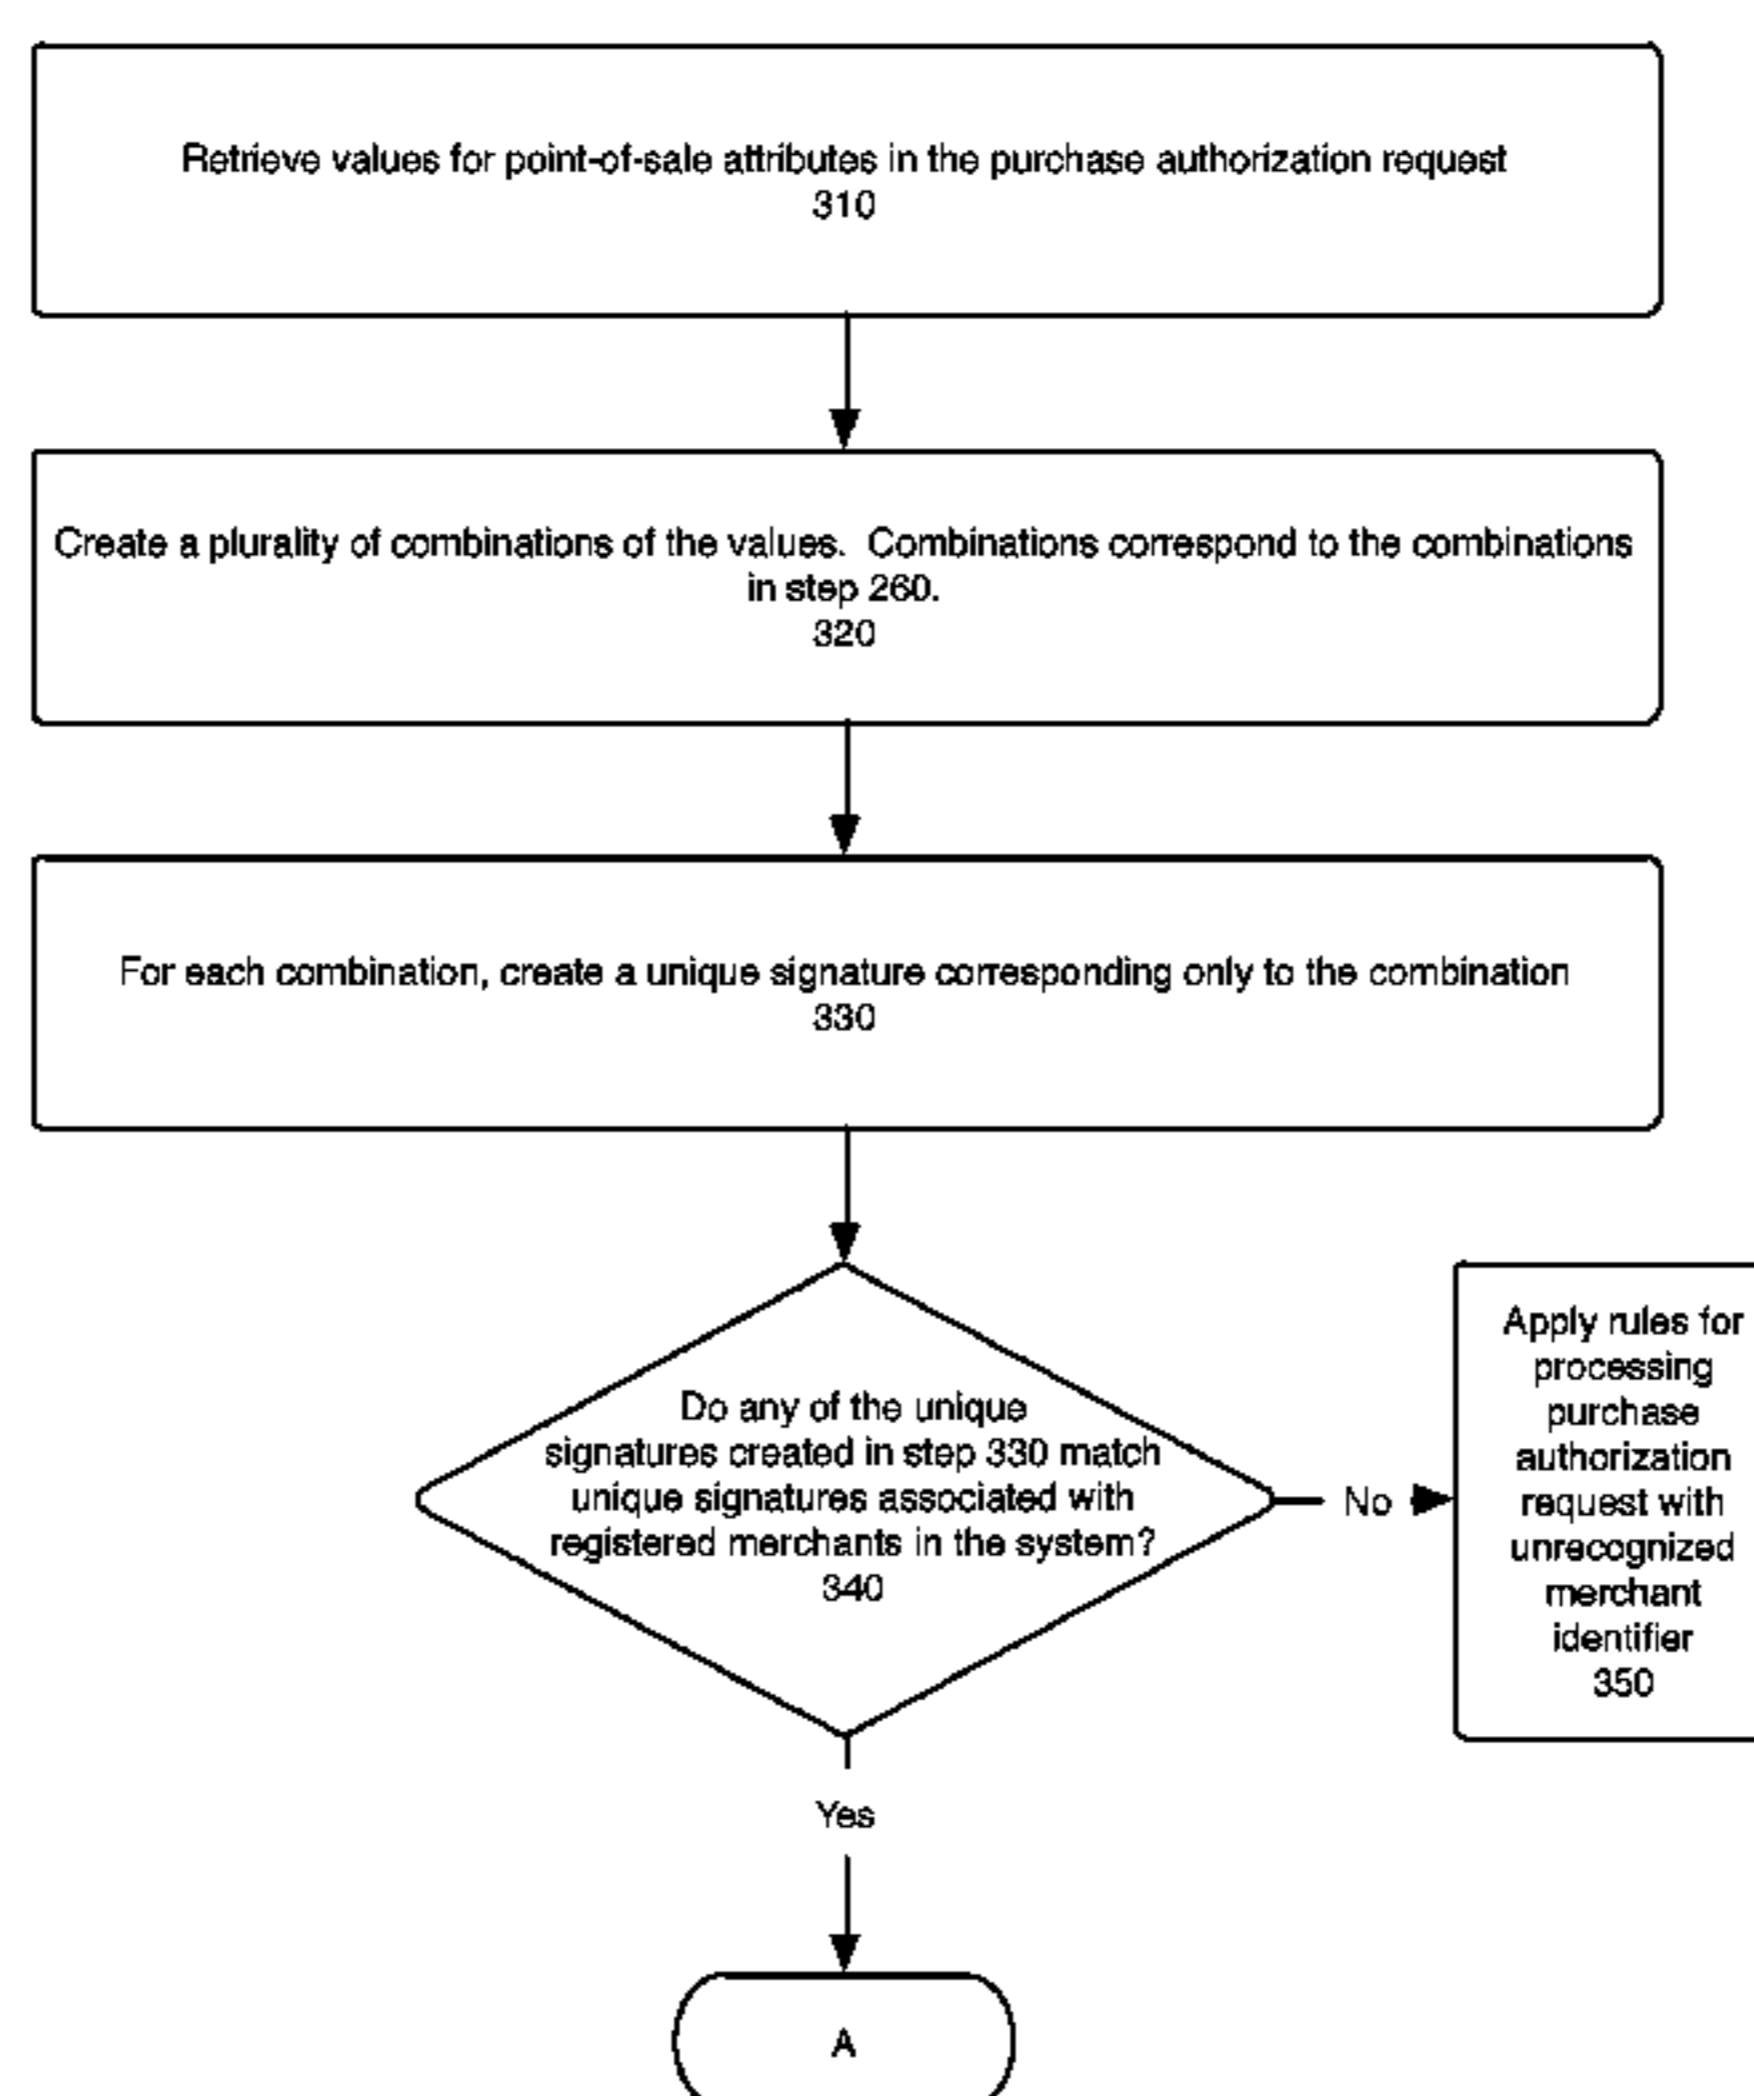 Retrieve values for point-of-sale attributes in the purchase authorization request
310
Create a plurality of combinations of the values.  Combinations correspond to the combinations
in step 260.
320
For each combination, create a unique signature corresponding only to the combination
330
Do any of the unique
signatures created in step 330 match
unique signatures associated with
registered merchants in the system?
340
No
Apply rules for
processing
purchase
authorization
request with
unrecognized
merchant
identifier
350
Yes
A